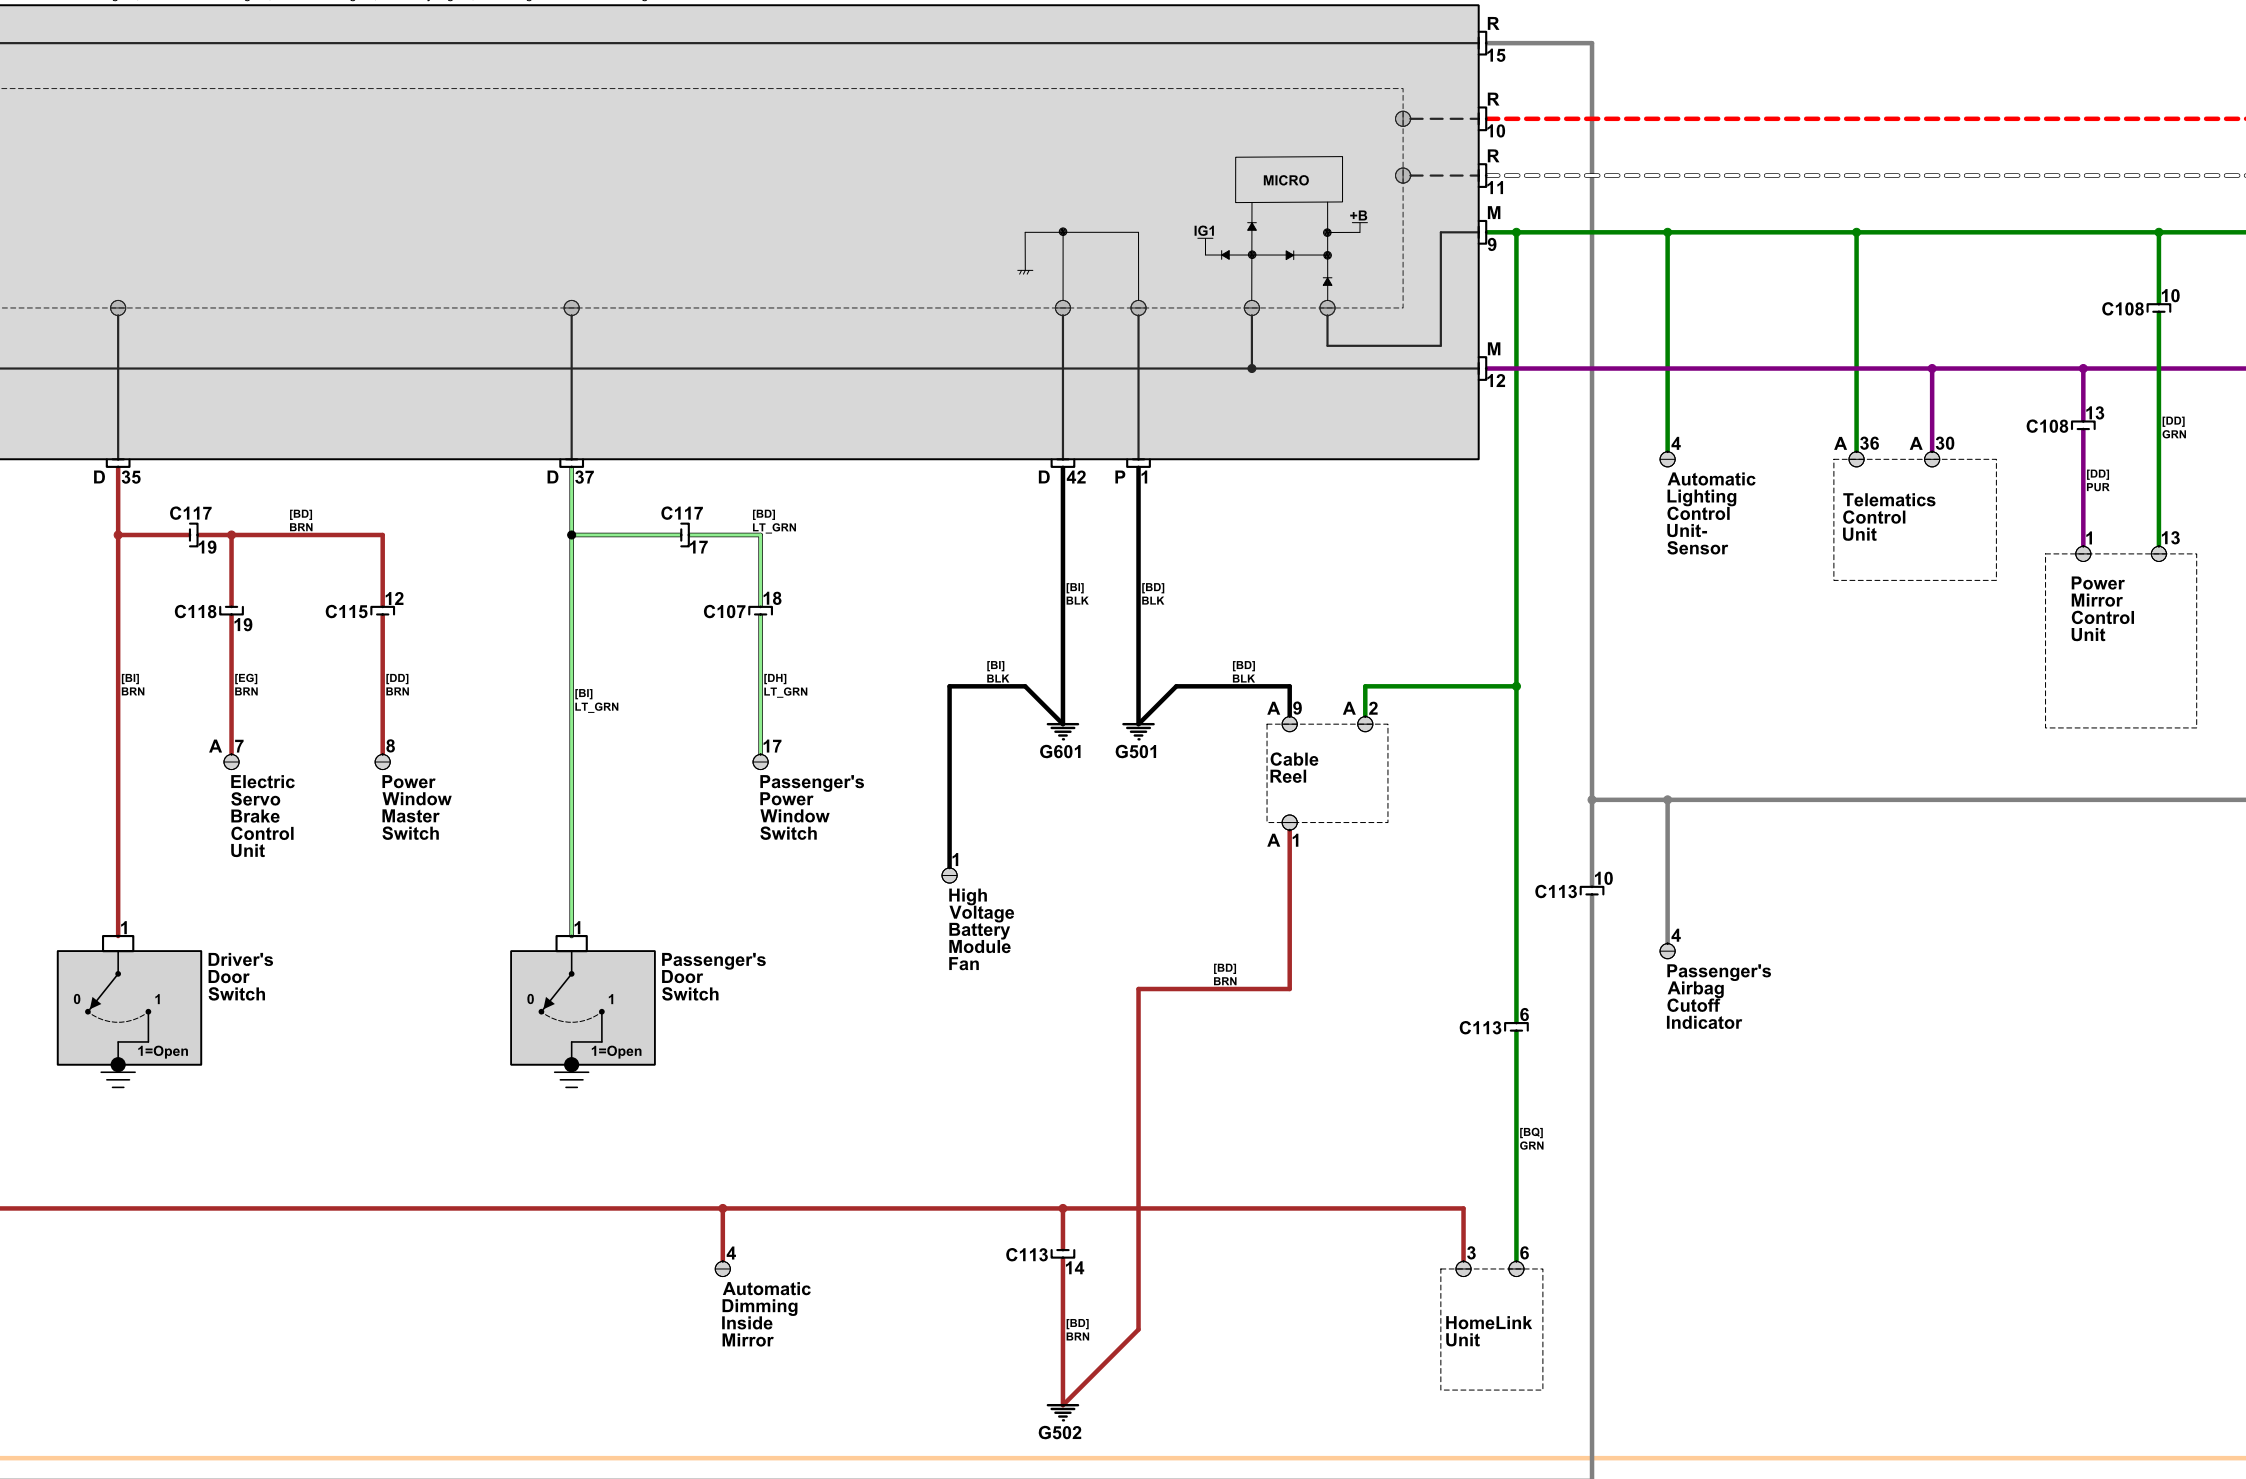 R
15
R
10
R
11
MICRO
M
9
+B
IG1
M
12
C108
10
C108
13
[DD]
GRN
[DD]
PUR
4
Automatic
Lighting
Control
Unit-
Sensor
A 36
A 30
Telematics
Control
Unit
1
13
Power
Mirror
Control
Unit
D 35
D 37
D 42
P 1
C117
19
[BD]
BRN
C117
17
[BD]
LT_GRN
C118
19
C115
12
C107
18
[BI]
BLK
[BD]
BLK
[BI]
BRN
[EG]
BRN
[DD]
BRN
[BI]
LT_GRN
[DH]
LT_GRN
[BI]
BLK
[BD]
BLK
A 7
Electric
Servo
Brake
Control
Unit
8
Power
Window
Master
Switch
17
Passenger's
Power
Window
Switch
G601
G501
A 9
A 2
Cable
Reel
A 1
1
High
Voltage
Battery
Module
Fan
C113
10
4
Passenger's
Airbag
Cutoff
Indicator
1
Driver's
Door
Switch
0
1
1=Open
1
Passenger's
Door
Switch
0
1
1=Open
[BD]
BRN
C113
6
[BQ]
GRN
4
Automatic
Dimming
Inside
Mirror
C113
14
[BD]
BRN
G502
3
6
HomeLink
Unit